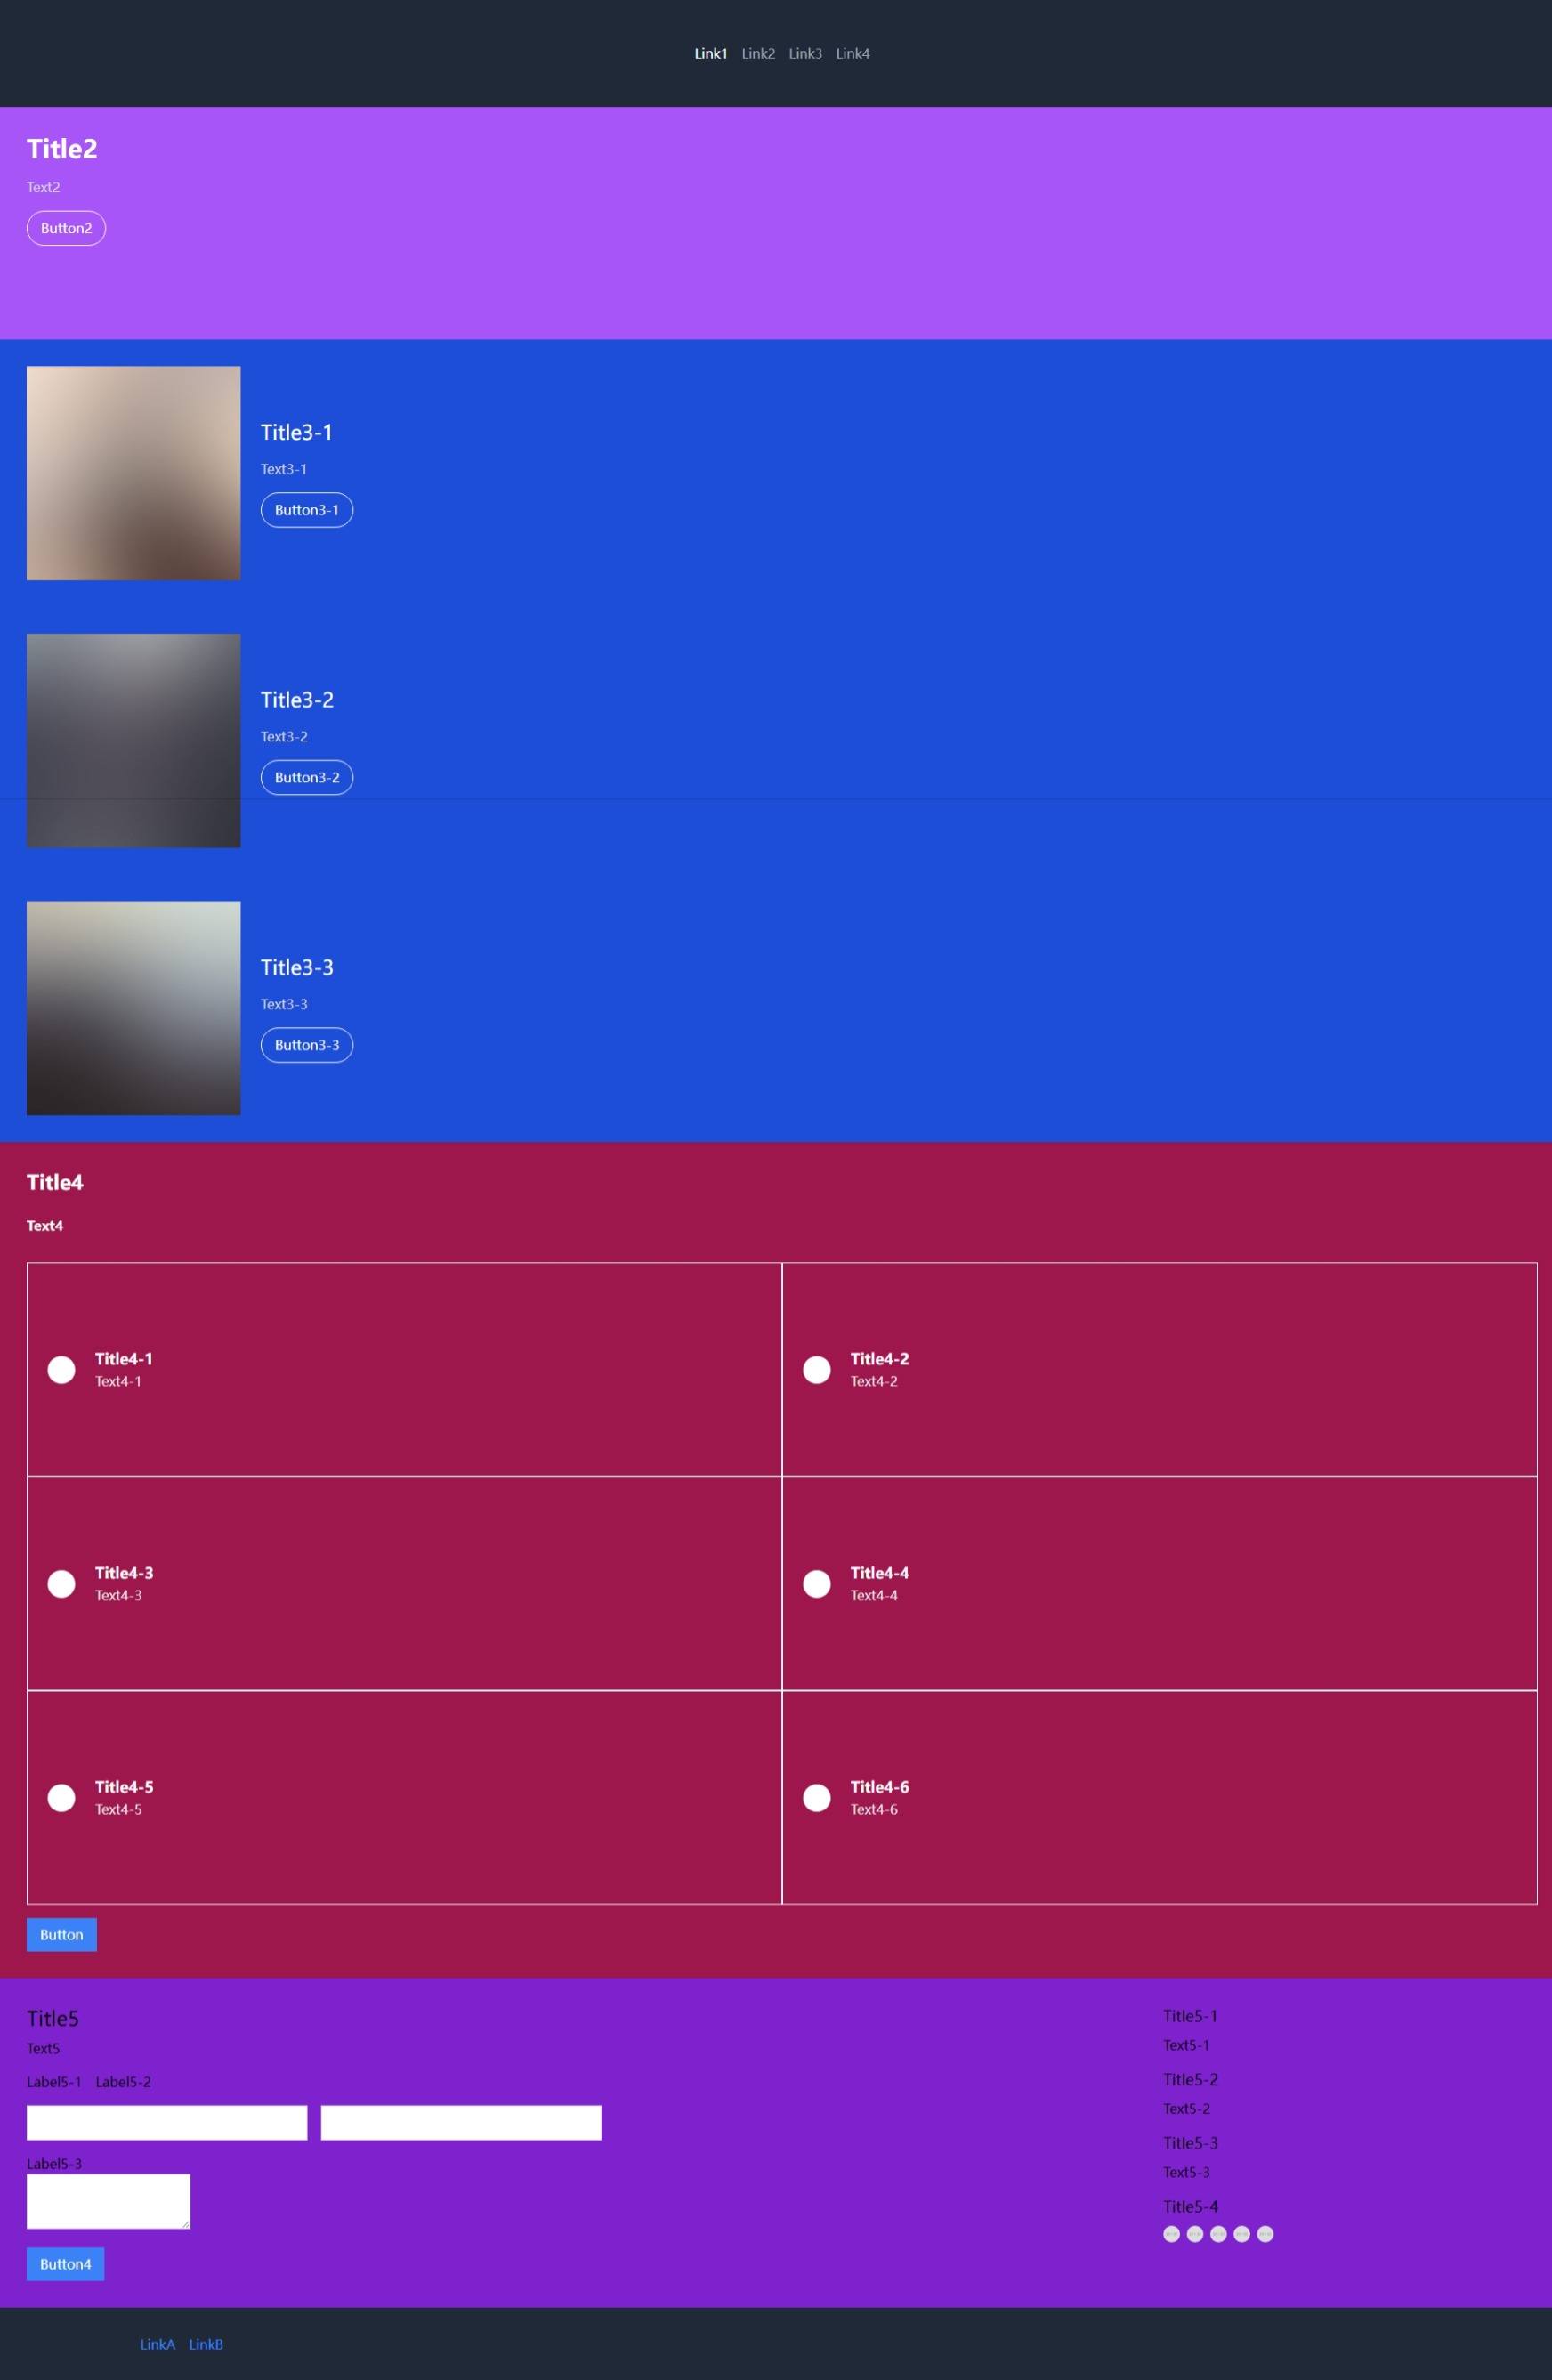 Link1 Link2 Link3 Link4
Title2
Text2
Button2
Title3-1
Text3-1
Button3-1
Title3-2
Text3-2
Button3-2
Title3-3
Text3-3
Button3-3
Title4
Text4
Title4-1
Text4-1
Title4-2
Text4-2
Title4-3
Text4-3
Title4-4
Text4-4
Title4-5
Text4-5
Title4-6
Text4-6
Button
Title5
Text5
Label5-1 Label5-2
Label5-3
Button4
Title5-1
Text5-1
Title5-2
Text5-2
Title5-3
Text5-3
Title5-4
LinkA LinkB